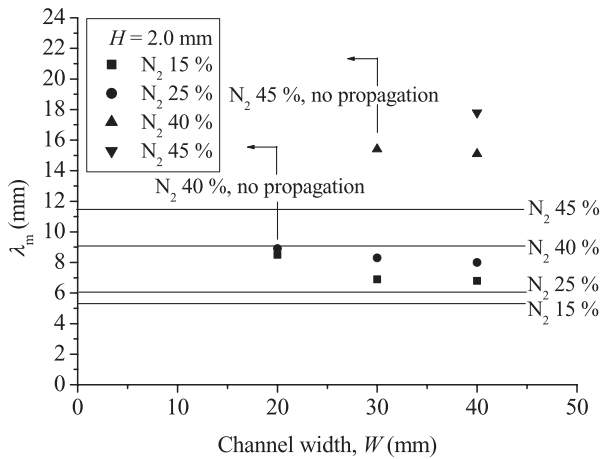 24
22
20
18
16
14
12
10
8
6
4
2
0
λm (mm)
H = 2.0 mm
N2 15 %
N2 25 %
N2 40 %
N2 45 %
N2 45 %, no propagation
N2 40 %, no propagation
N2 45 %
N2 40 %
N2 25 %
N2 15 %
0 10 20 30 40 50
Channel width, W (mm)